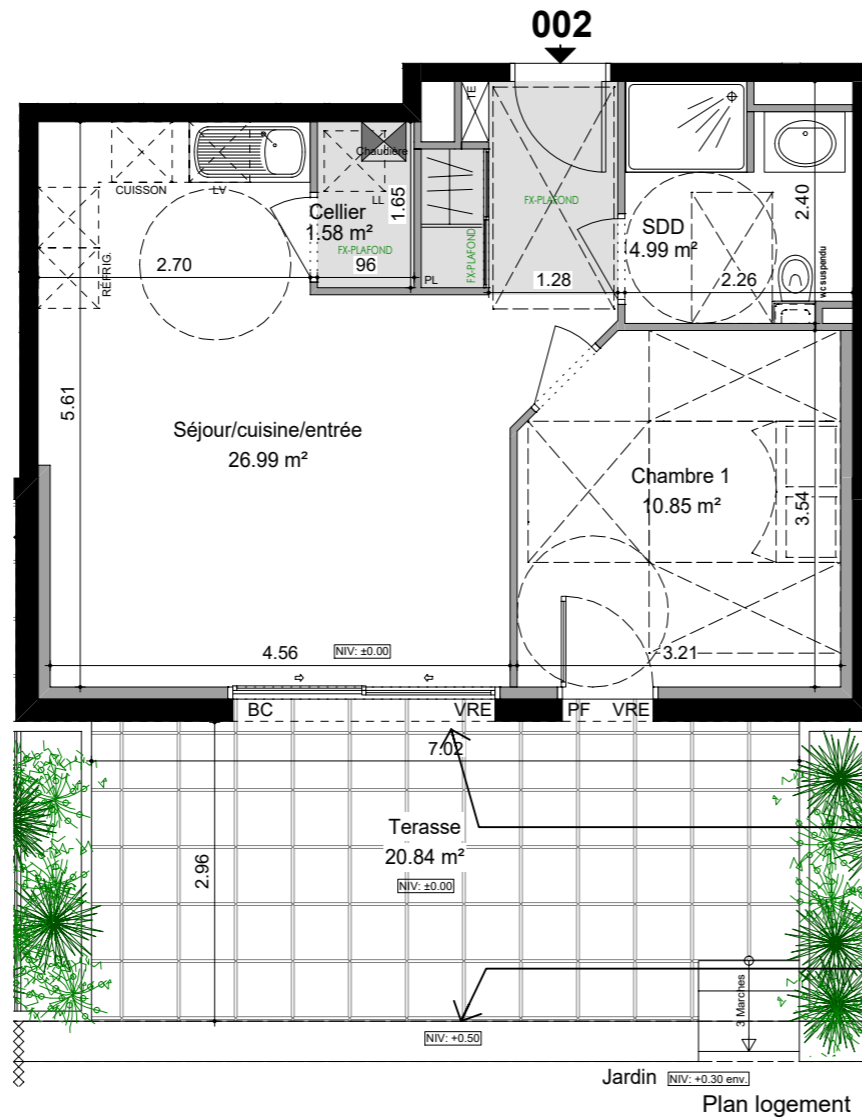 002
TE
Chaudière
CUISSON
LV
LL
Cellier
1.58 m²
FX-PLAFOND
1.65
96
REFRIG.
2.70
PL
FX-PLAFOND
FX-PLAFOND
1.28
SDD
4.99 m²
2.40
2.26
wc suspendu
5.61
Séjour/cuisine/entrée
26.99 m²
Chambre 1
10.85 m²
3.54
4.56
NIV: ±0.00
3.21
BC
VRE
PF
VRE
7.02
Terasse
20.84 m²
NIV: ±0.00
2.96
3 Marches
NIV: +0.50
Jardin
NIV: +0.30 env.
Plan logement